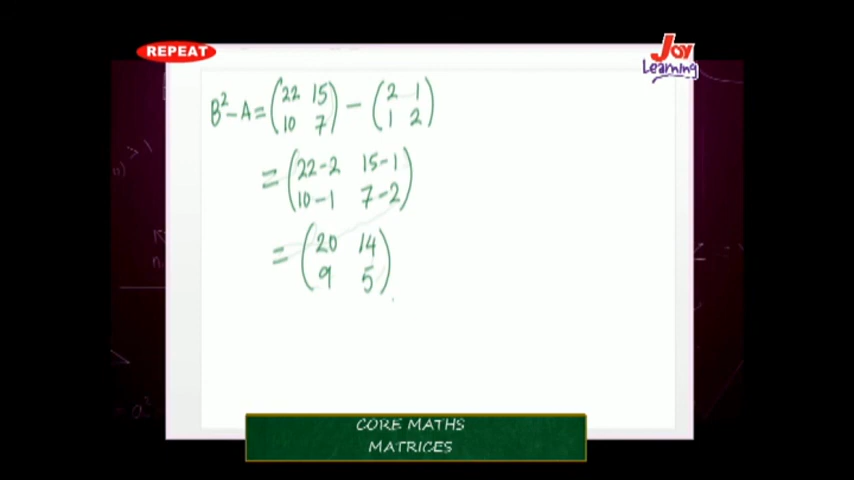 REPEAT
Joy
Learning
B² – A = (22 15) – (2 1)
(10 7) (1 2)
= (22-2 15-1)
(10-1 7-2)
= (20 14)
(9 5)
CORE MATHS
MATRICES